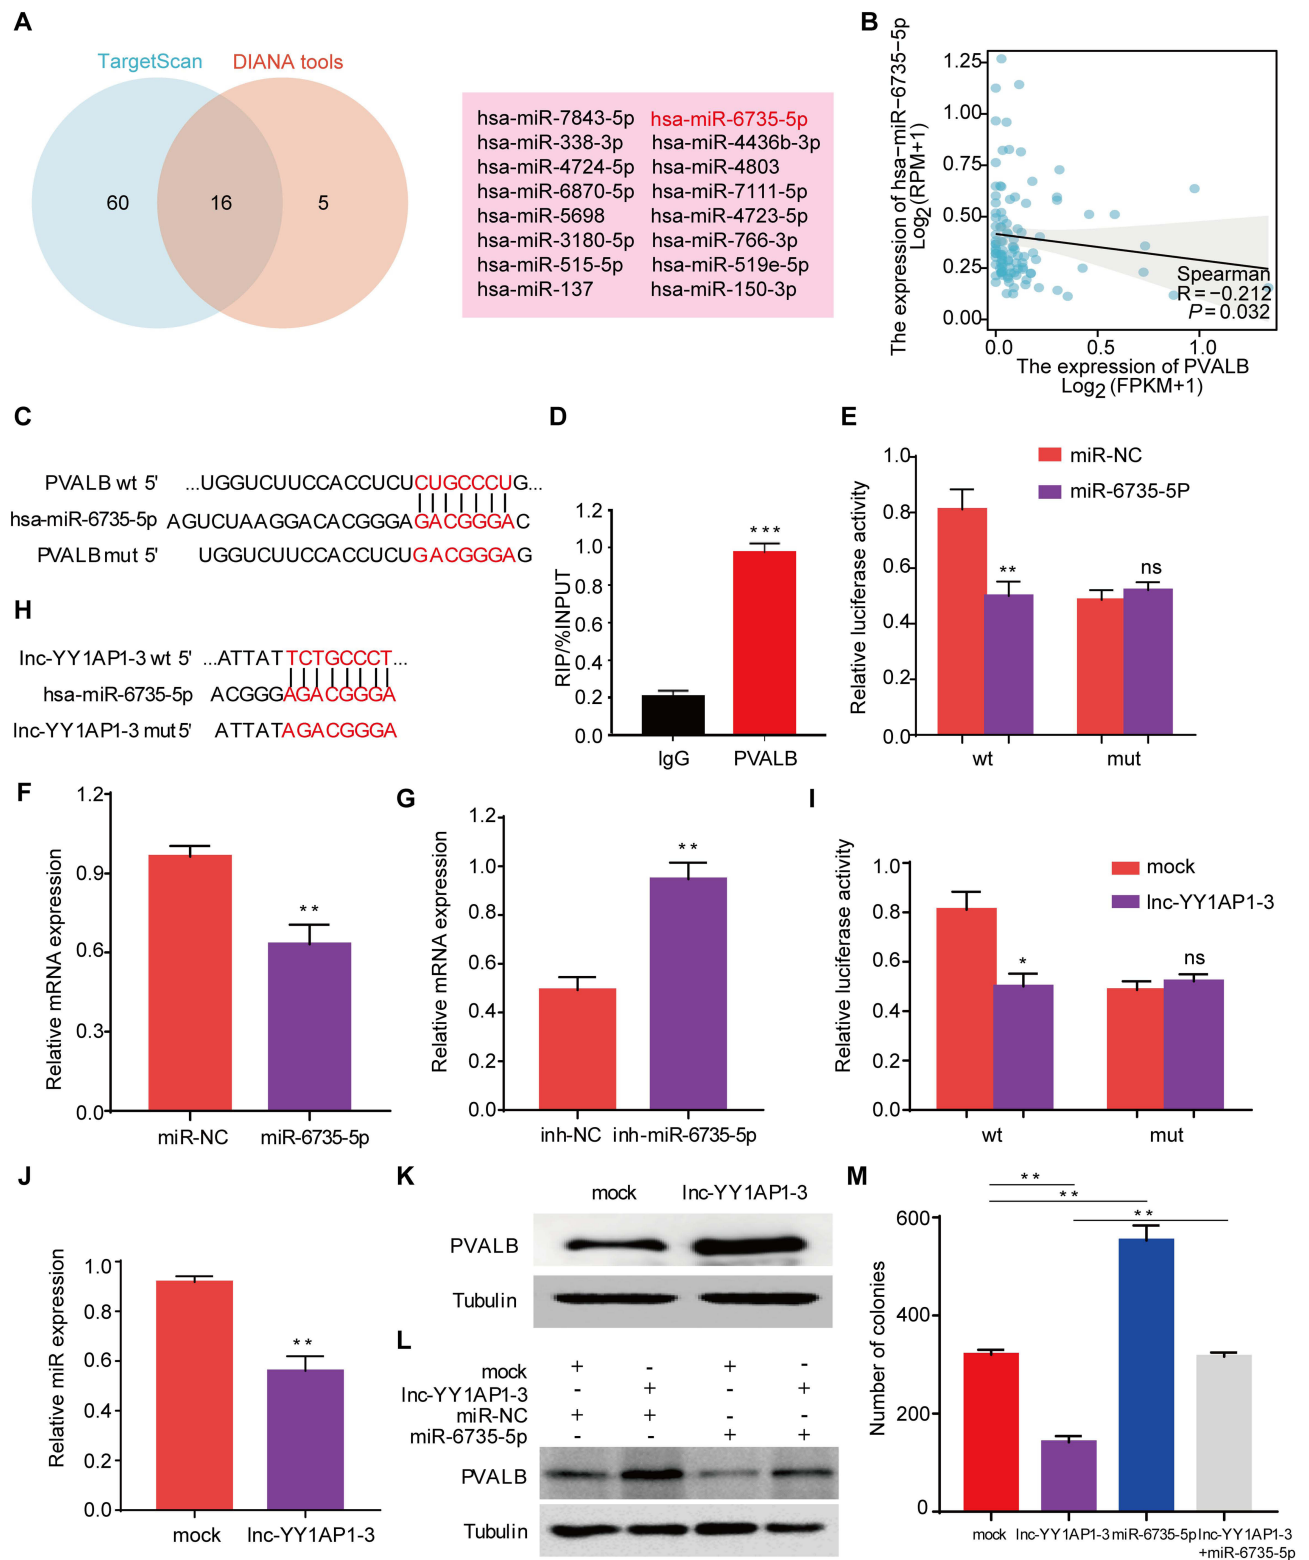 A
TargetScan DIANA tools
60 16 5
hsa-miR-7843-5p hsa-miR-6735-5p
hsa-miR-338-3p hsa-miR-4436b-3p
hsa-miR-4724-5p hsa-miR-4803
hsa-miR-6870-5p hsa-miR-7111-5p
hsa-miR-5698 hsa-miR-4723-5p
hsa-miR-3180-5p hsa-miR-766-3p
hsa-miR-515-5p hsa-miR-519e-5p
hsa-miR-137 hsa-miR-150-3p
B
The expression of hsa−miR−6735−5p
Log2 (RPM+1)
1.25
1.00
0.75
0.50
0.25
0.00
Spearman
R=−0.212
P=0.032
0.0 0.5 1.0
The expression of PVALB
Log2 (FPKM+1)
C
PVALB wt 5' ...UGGUCUUCCACCUCUCUGCCCUG...
hsa-miR-6735-5p AGUCUAAGGACACGGGAGACGGGAC
PVALB mut 5' UGGUCUUCCACCUCUGACGGGAG
D
RIP/%INPUT
1.2
1.0
0.8
0.6
0.4
0.2
0.0
***
IgG PVALB
E
Relative luciferase activity
1.0
0.8
0.6
0.4
0.2
0.0
miR-NC
miR-6735-5P
** ns
wt mut
H
lnc-YY1AP1-3 wt 5' ...ATTATTCTGCCCT...
hsa-miR-6735-5p ACGGGAGACGGGA
lnc-YY1AP1-3 mut 5' ATTATAGACGGGA
F
Relative mRNA expression
1.2
0.9
0.6
0.3
0.0
**
miR-NC miR-6735-5p
G
Relative mRNA expression
1.2
1.0
0.8
0.6
0.4
0.2
0.0
**
inh-NC inh-miR-6735-5p
I
Relative luciferase activity
1.0
0.8
0.6
0.4
0.2
0.0
mock
lnc-YY1AP1-3
* ns
wt mut
J
Relative miR expression
1.0
0.8
0.6
0.4
0.2
0.0
**
mock lnc-YY1AP1-3
K
mock lnc-YY1AP1-3
PVALB
Tubulin
L
mock + - + -
lnc-YY1AP1-3 - + - +
miR-NC + + - -
miR-6735-5p - - + +
PVALB
Tubulin
M
Number of colonies
600
400
200
0
**
**
**
mock lnc-YY1AP1-3 miR-6735-5p lnc-YY1AP1-3
+miR-6735-5p